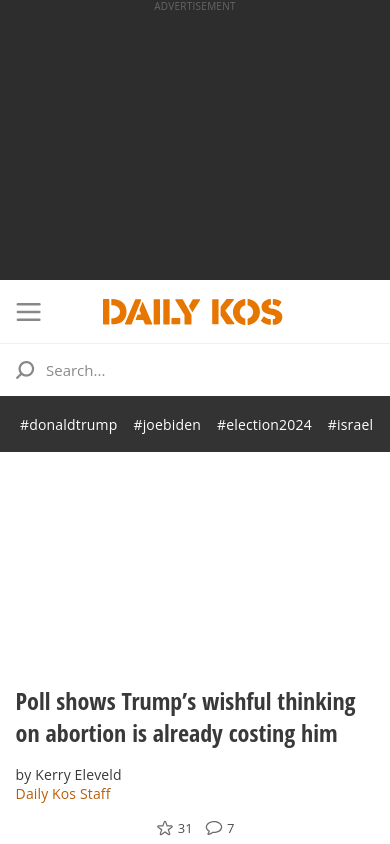 ADVERTISEMENT
DAILY KOS
Search...
#donaldtrump #joebiden #election2024 #israel
Poll shows Trump’s wishful thinking
on abortion is already costing him
by Kerry Eleveld
Daily Kos Staff
31 7